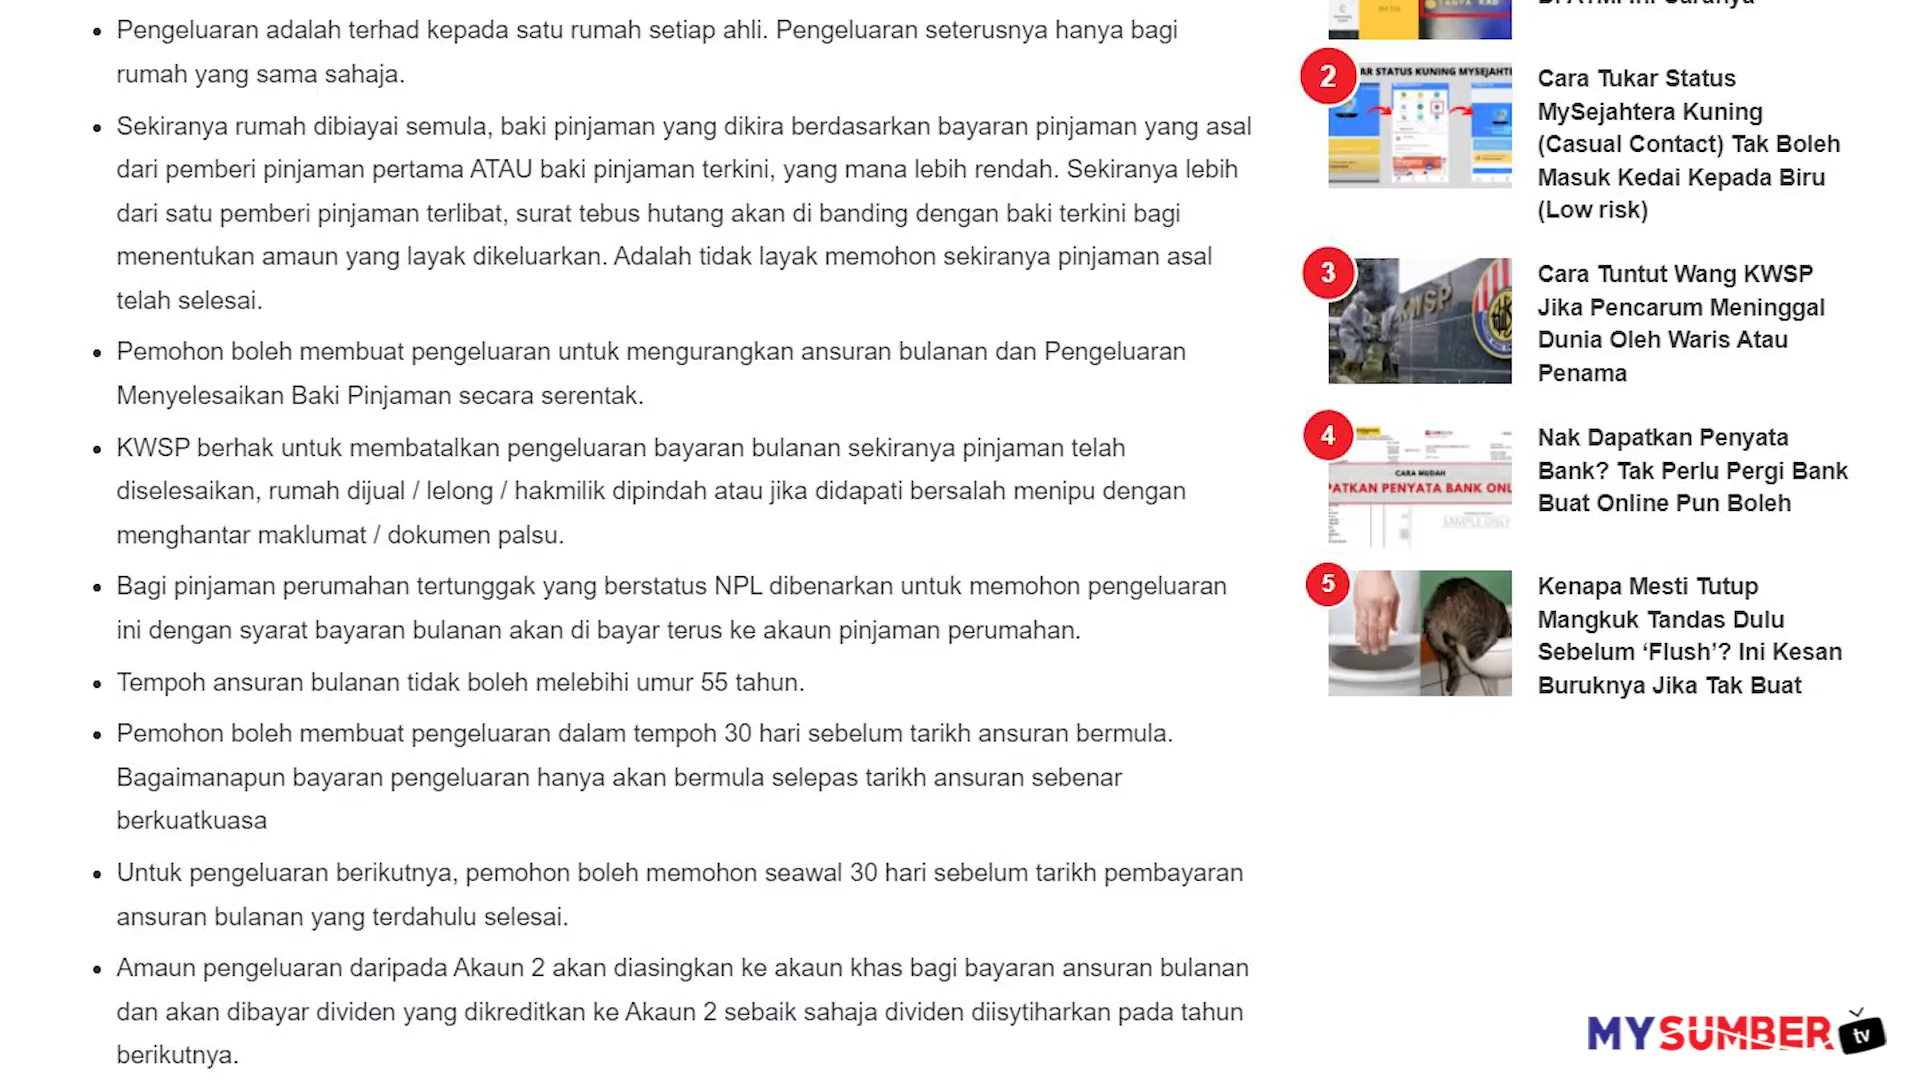 Pengeluaran adalah terhad kepada satu rumah setiap ahli. Pengeluaran seterusnya hanya bagi
rumah yang sama sahaja.
Sekiranya rumah dibiayai semula, baki pinjaman yang dikira berdasarkan bayaran pinjaman yang asal
dari pemberi pinjaman pertama ATAU baki pinjaman terkini, yang mana lebih rendah. Sekiranya lebih
dari satu pemberi pinjaman terlibat, surat tebus hutang akan di banding dengan baki terkini bagi
menentukan amaun yang layak dikeluarkan. Adalah tidak layak memohon sekiranya pinjaman asal
telah selesai.
Pemohon boleh membuat pengeluaran untuk mengurangkan ansuran bulanan dan Pengeluaran
Menyelesaikan Baki Pinjaman secara serentak.
KWSP berhak untuk membatalkan pengeluaran bayaran bulanan sekiranya pinjaman telah
diselesaikan, rumah dijual / lelong / hakmilik dipindah atau jika didapati bersalah menipu dengan
menghantar maklumat / dokumen palsu.
Bagi pinjaman perumahan tertunggak yang berstatus NPL dibenarkan untuk memohon pengeluaran
ini dengan syarat bayaran bulanan akan di bayar terus ke akaun pinjaman perumahan.
Tempoh ansuran bulanan tidak boleh melebihi umur 55 tahun.
Pemohon boleh membuat pengeluaran dalam tempoh 30 hari sebelum tarikh ansuran bermula.
Bagaimanapun bayaran pengeluaran hanya akan bermula selepas tarikh ansuran sebenar
berkuatkuasa
Untuk pengeluaran berikutnya, pemohon boleh memohon seawal 30 hari sebelum tarikh pembayaran
ansuran bulanan yang terdahulu selesai.
Amaun pengeluaran daripada Akaun 2 akan diasingkan ke akaun khas bagi bayaran ansuran bulanan
dan akan dibayar dividen yang dikreditkan ke Akaun 2 sebaik sahaja dividen diisytiharkan pada tahun
berikutnya.
2
AR STATUS KUNING MYSEJAHT
Cara Tukar Status
MySejahtera Kuning
(Casual Contact) Tak Boleh
Masuk Kedai Kepada Biru
(Low risk)
3
KWSP
Cara Tuntut Wang KWSP
Jika Pencarum Meninggal
Dunia Oleh Waris Atau
Penama
4
CARA MUDAH
PATKAN PENYATA BANK ONL
SAMPLE ONLY
Nak Dapatkan Penyata
Bank? Tak Perlu Pergi Bank
Buat Online Pun Boleh
5
Kenapa Mesti Tutup
Mangkuk Tandas Dulu
Sebelum ‘Flush’? Ini Kesan
Buruknya Jika Tak Buat
MYSUMBER tv